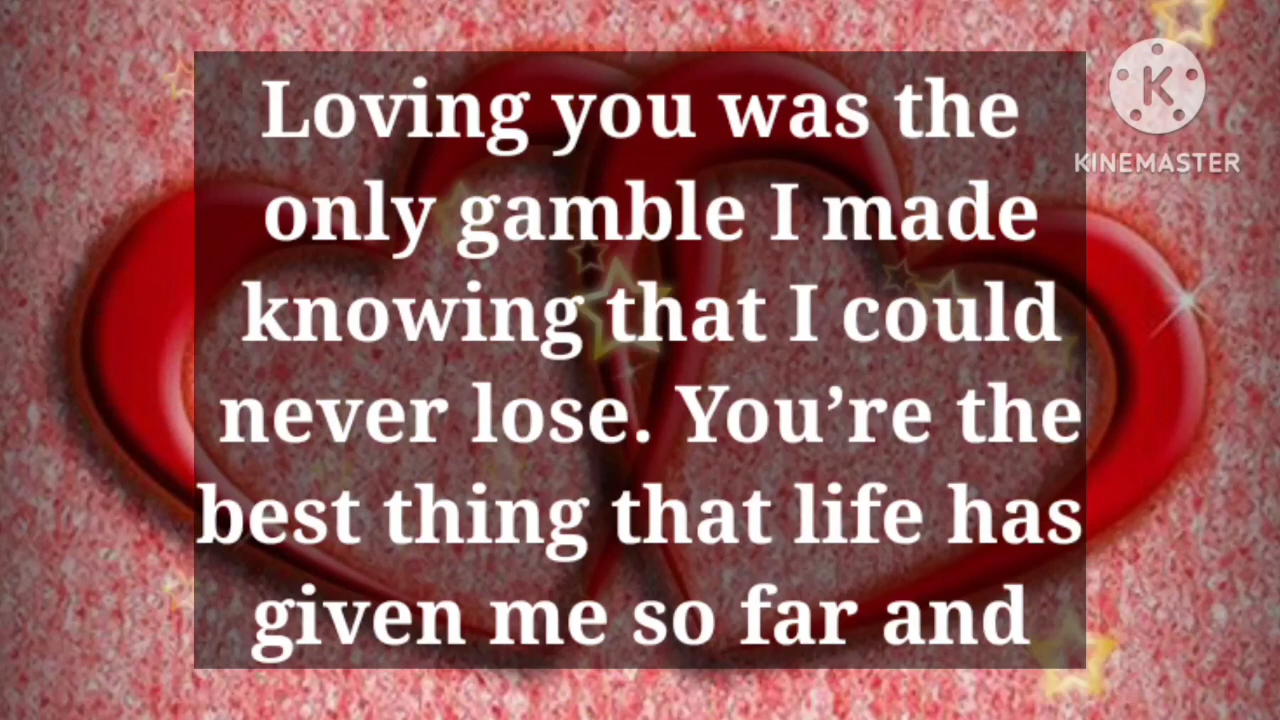 Loving you was the
only gamble I made
knowing that I could
never lose. You’re the
best thing that life has
given me so far and
K
KINEMASTER